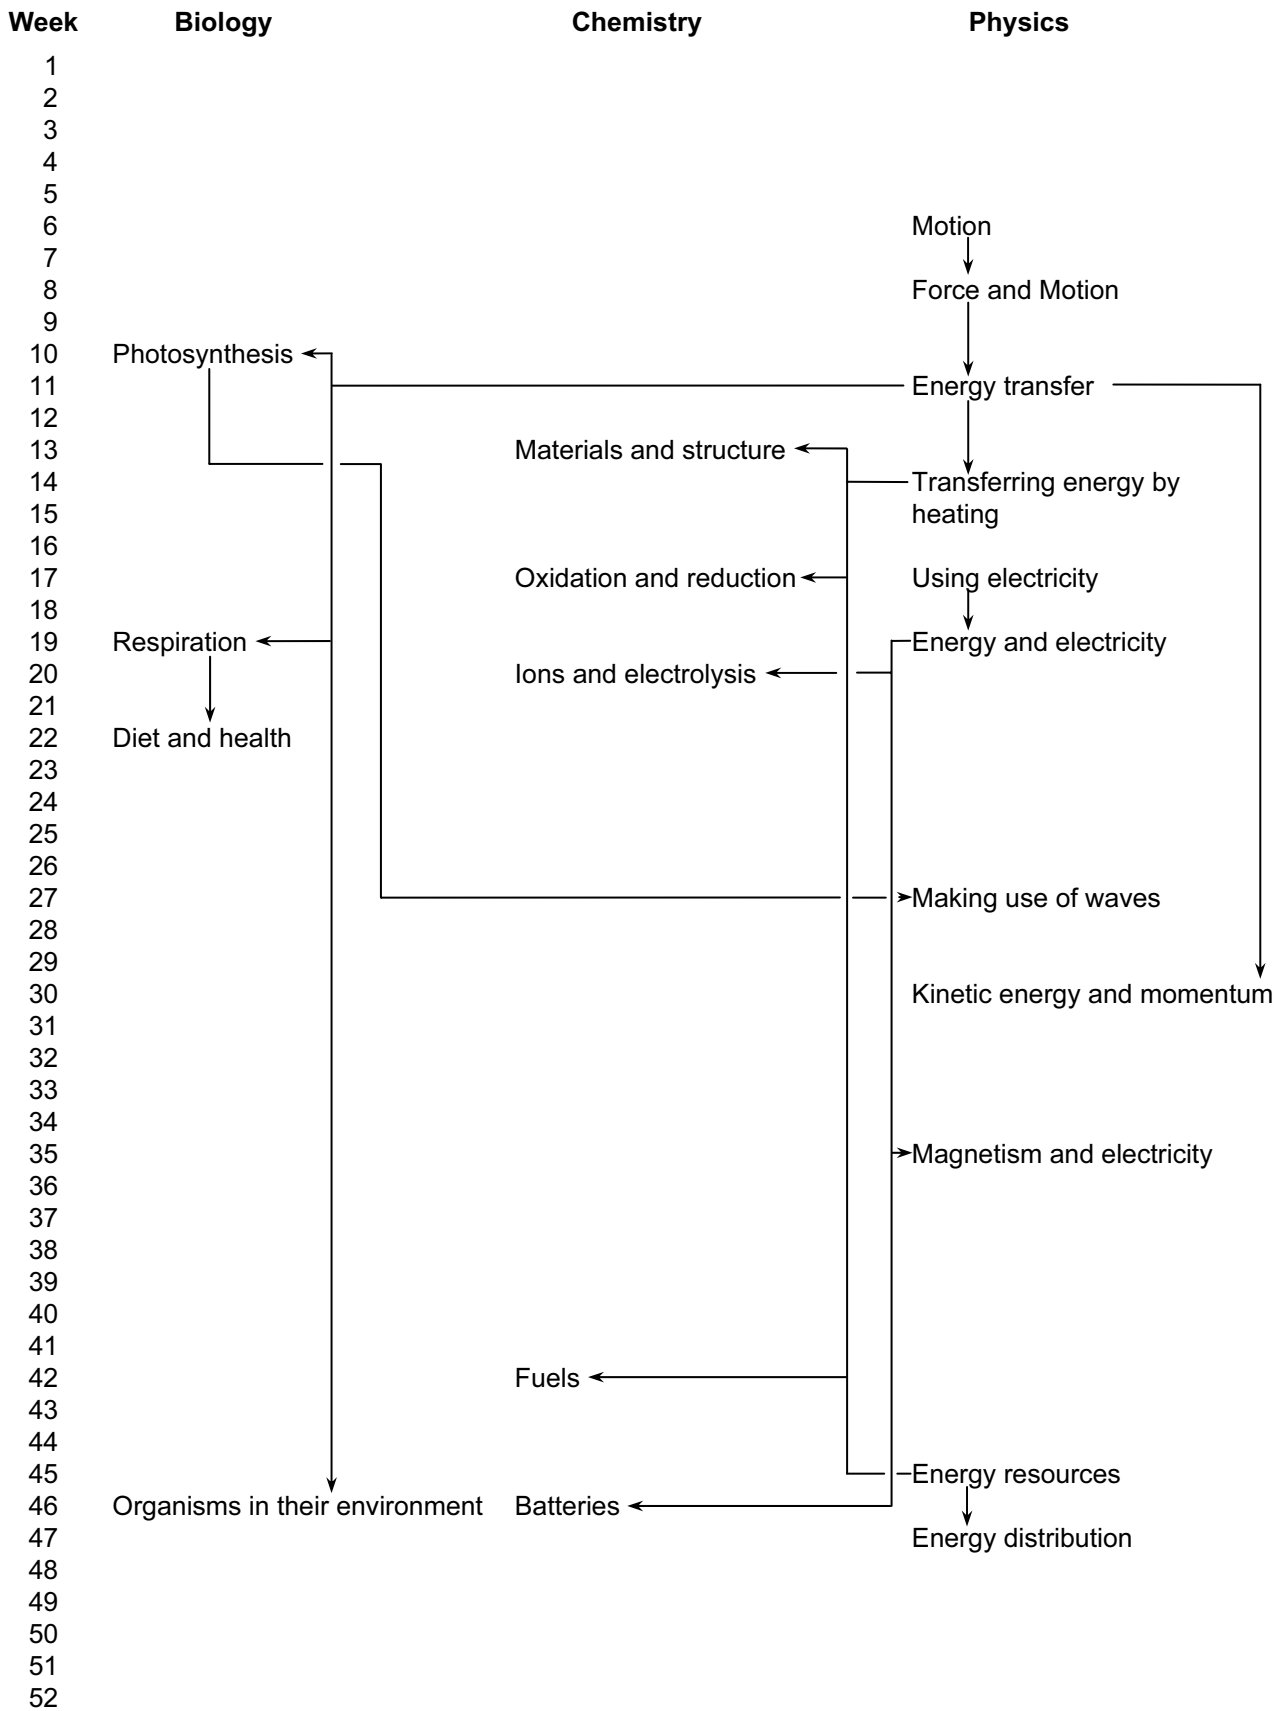 Week Biology Chemistry Physics
1
2
3
4
5
6 Motion
7
8 Force and Motion
9
10 Photosynthesis
11 Energy transfer
12
13 Materials and structure
14 Transferring energy by
15 heating
16
17 Oxidation and reduction Using electricity
18
19 Respiration Energy and electricity
20 Ions and electrolysis
21
22 Diet and health
23
24
25
26
27 Making use of waves
28
29
30 Kinetic energy and momentum
31
32
33
34
35 Magnetism and electricity
36
37
38
39
40
41
42 Fuels
43
44
45 Energy resources
46 Organisms in their environment Batteries
47 Energy distribution
48
49
50
51
52